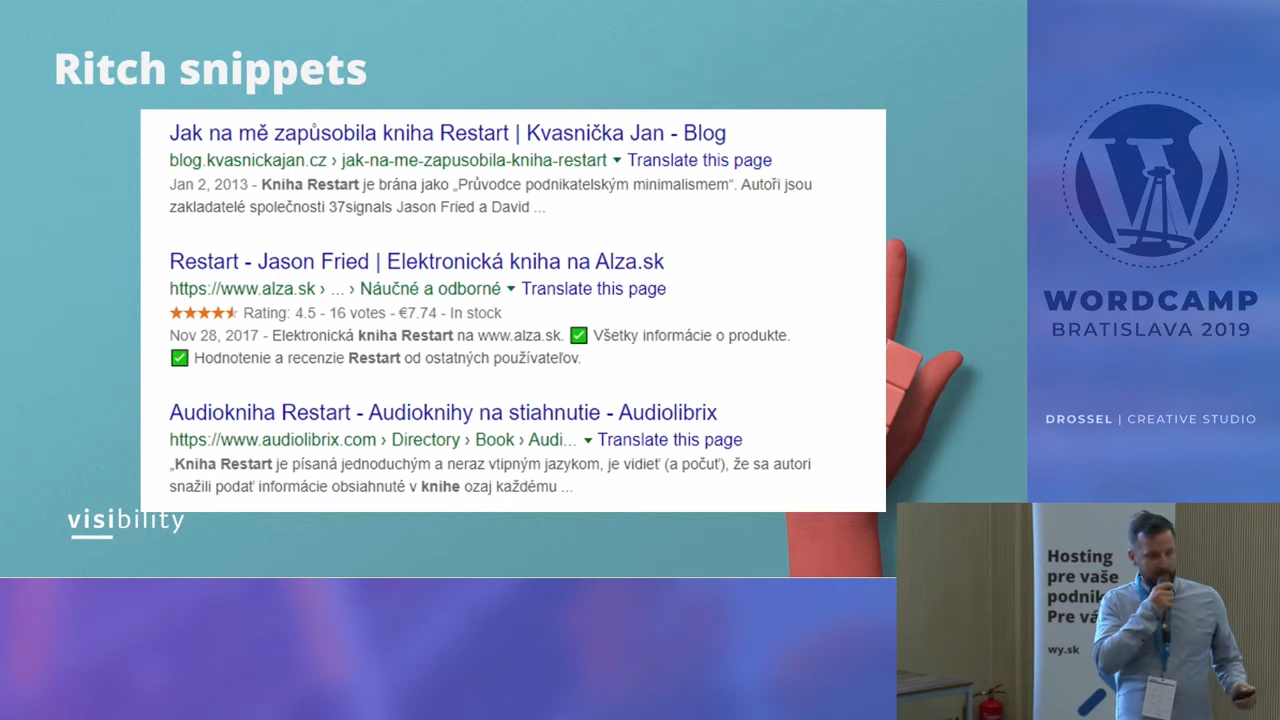 Ritch snippets
Jak na mě zapůsobila kniha Restart | Kvasnička Jan - Blog
blog.kvasnickajan.cz › jak-na-me-zapusobila-kniha-restart ▾ Translate this page
Jan 2, 2013 - Kniha Restart je brána jako „Průvodce podnikatelským minimalismem“. Autoři jsou
zakladatelé společnosti 37signals Jason Fried a David ...
Restart - Jason Fried | Elektronická kniha na Alza.sk
https://www.alza.sk › ... › Náučné a odborné ▾ Translate this page
Rating: 4.5 - 16 votes - €7.74 - In stock
Nov 28, 2017 - Elektronická kniha Restart na www.alza.sk. ✅ Všetky informácie o produkte.
✅ Hodnotenie a recenzie Restart od ostatných používateľov.
Audiokniha Restart - Audioknihy na stiahnutie - Audiolibrix
https://www.audiolibrix.com › Directory › Book › Audi... ▾ Translate this page
„Kniha Restart je písaná jednoduchým a neraz vtipným jazykom, je vidieť (a počuť), že sa autori
snažili podať informácie obsiahnuté v knihe ozaj každému ...
visibility
WORDCAMP
BRATISLAVA 2019
DROSSEL | CREATIVE STUDIO
Hosting
pre vaše
podnik
Pre vá
wy.sk